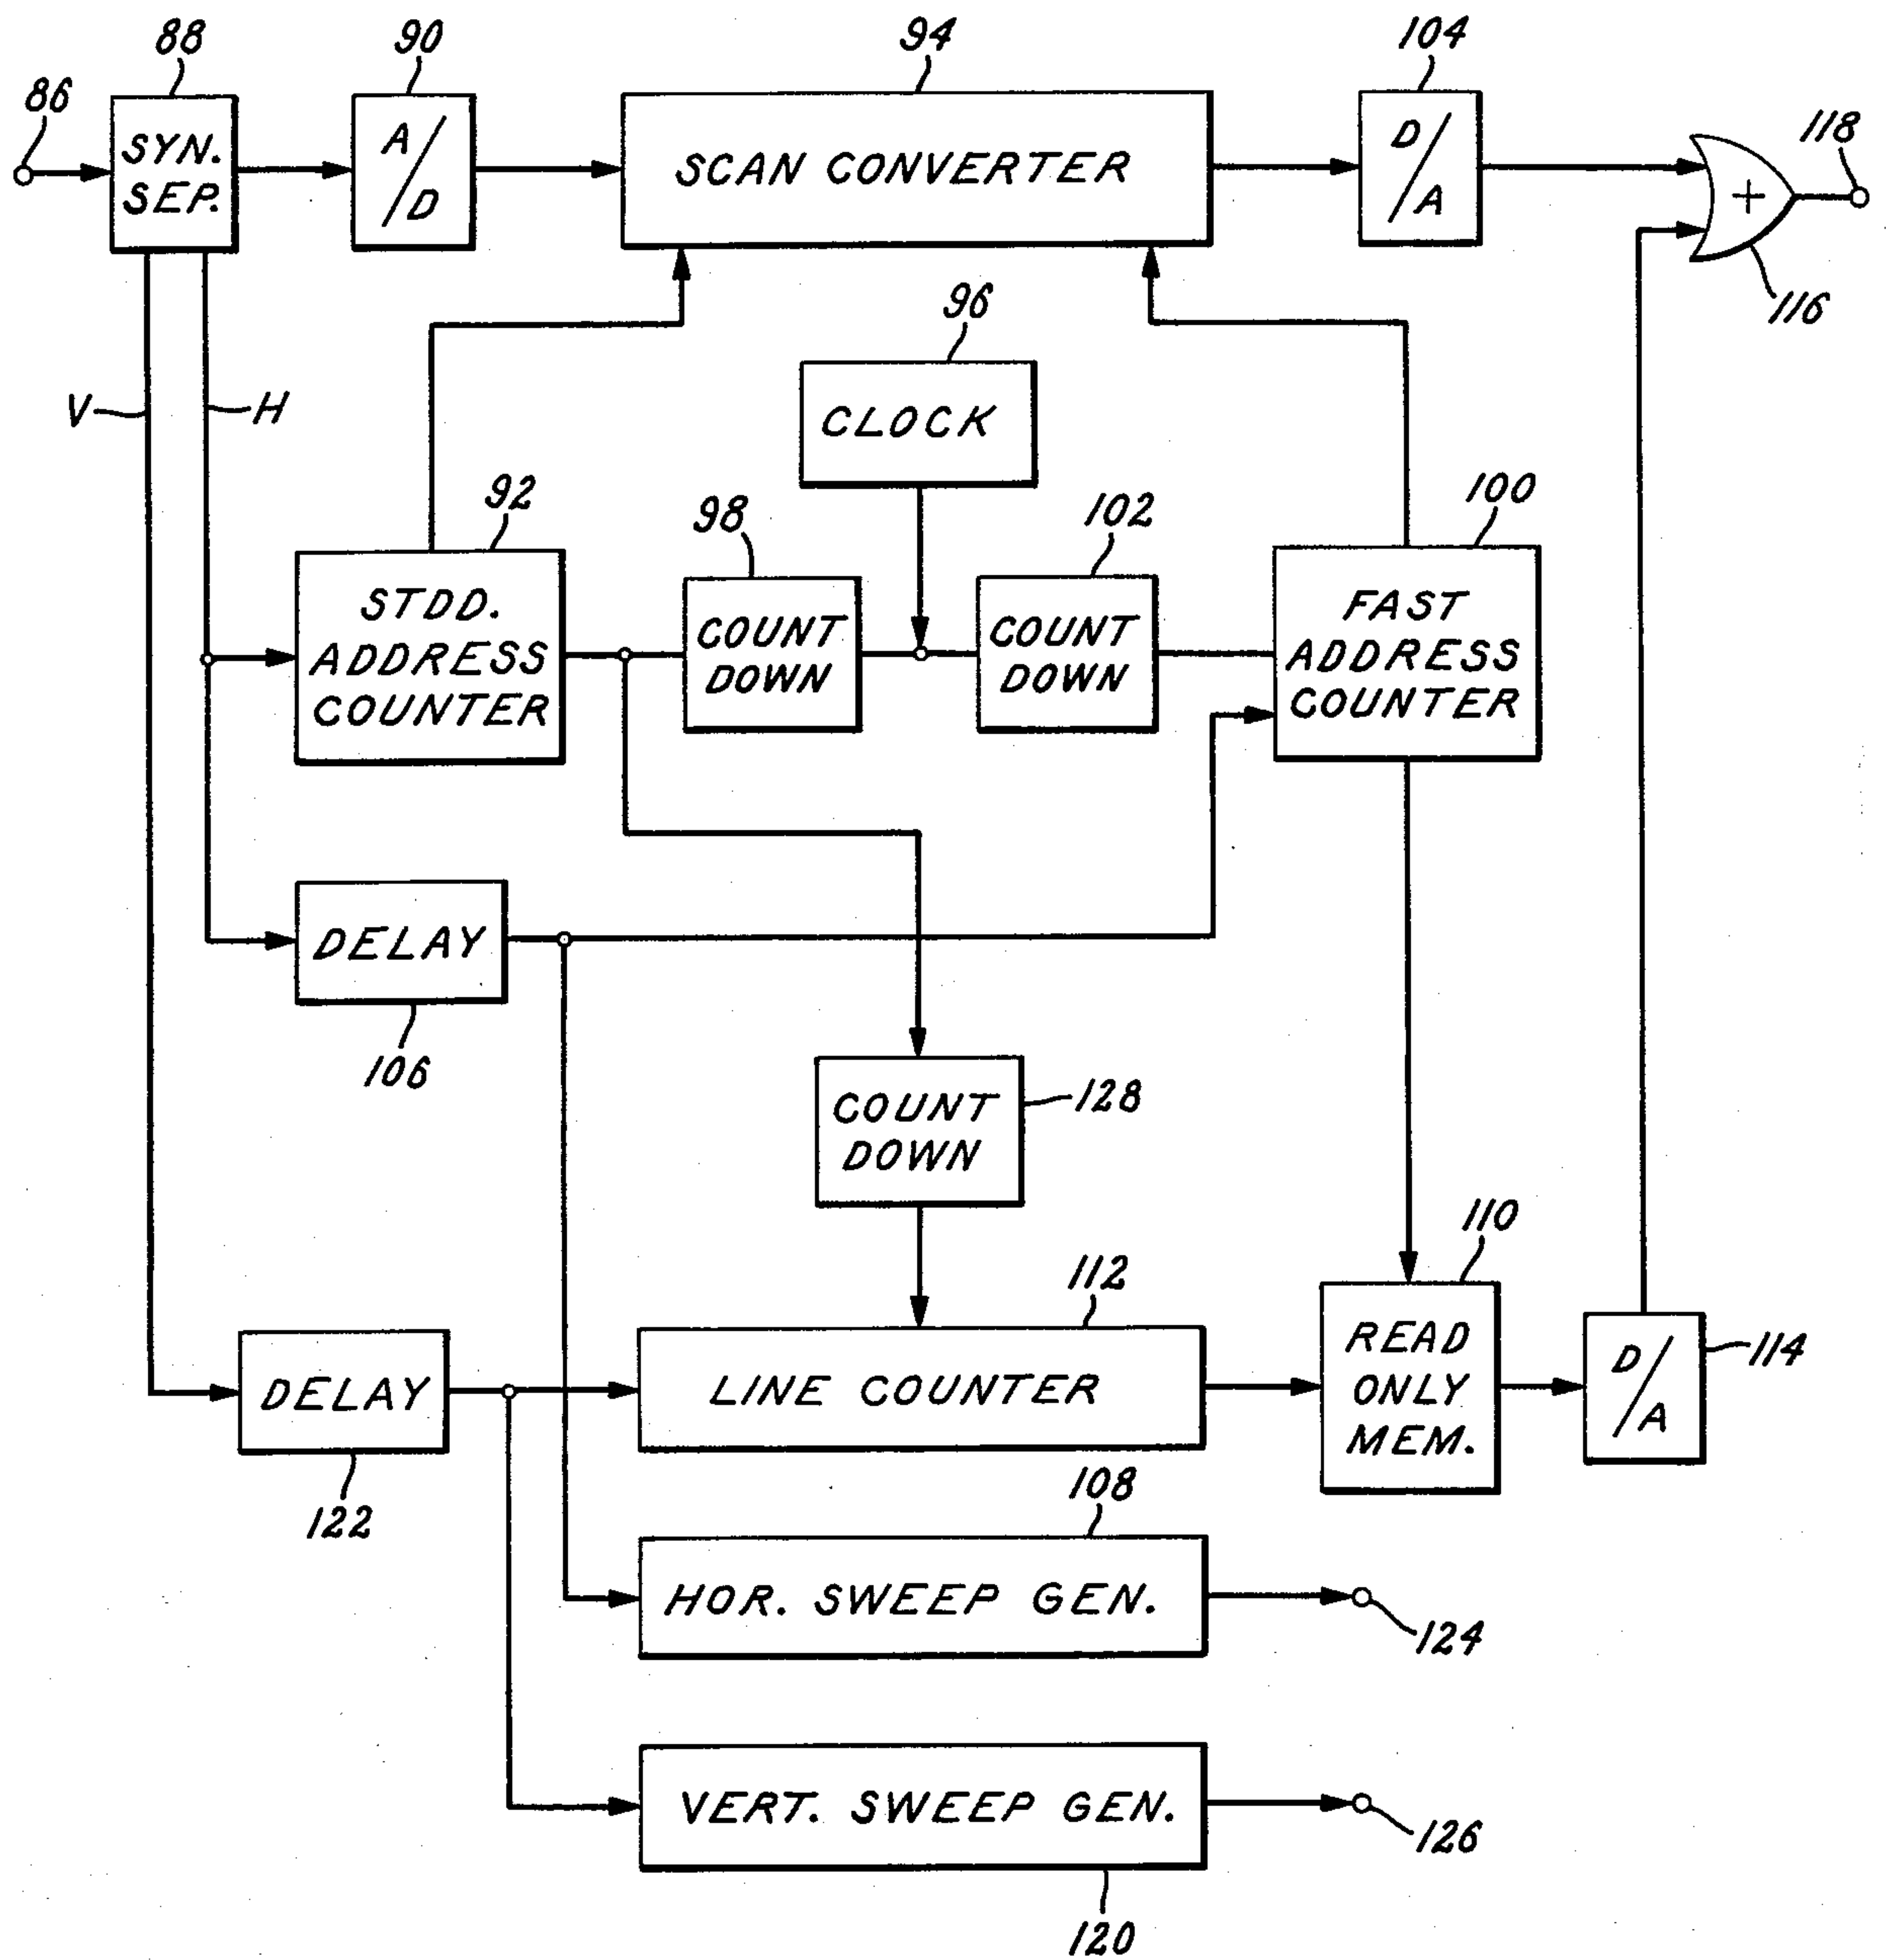 88
90
94
104
86
118
SYN.
SEP.
A/D
SCAN CONVERTER
D/A
+
116
96
V
H
CLOCK
92
98
102
100
STDD.
ADDRESS
COUNTER
COUNT
DOWN
COUNT
DOWN
FAST
ADDRESS
COUNTER
DELAY
106
COUNT
DOWN
128
110
112
READ
ONLY
MEM.
D/A
114
DELAY
LINE COUNTER
122
108
HOR. SWEEP GEN.
124
VERT. SWEEP GEN.
126
120